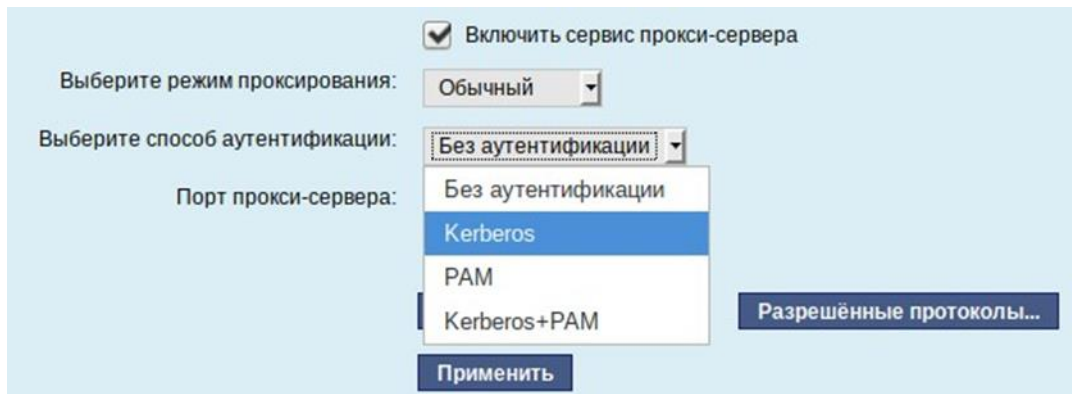 Включить сервис прокси-сервера
Выберите режим проксирования:
Обычный
Выберите способ аутентификации:
Без аутентификации
Порт прокси-сервера:
Без аутентификации
Kerberos
PAM
Kerberos+PAM
Разрешённые протоколы...
Применить